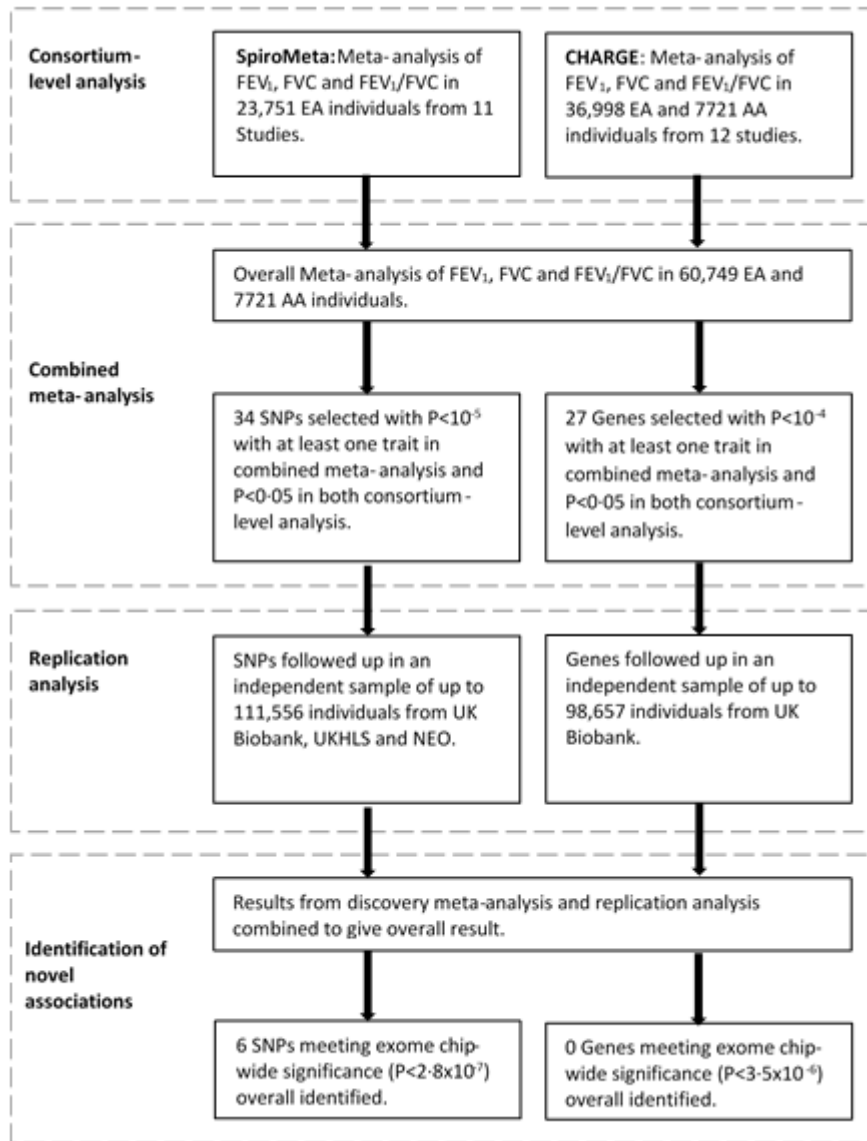 Consortium-
level analysis
SpiroMeta:Meta- analysis of
FEV₁, FVC and FEV₁/FVC in
23,751 EA individuals from 11
Studies.
CHARGE: Meta- analysis of
FEV₁, FVC and FEV₁/FVC in
36,998 EA and 7721 AA
individuals from 12 studies.
Combined
meta- analysis
Overall Meta- analysis of FEV₁, FVC and FEV₁/FVC in 60,749 EA and
7721 AA individuals.
34 SNPs selected with P<10⁻⁵
with at least one trait in
combined meta- analysis and
P<0·05 in both consortium -
level analysis.
27 Genes selected with P<10⁻⁴
with at least one trait in
combined meta- analysis and
P<0·05 in both consortium -
level analysis.
Replication
analysis
SNPs followed up in an
independent sample of up to
111,556 individuals from UK
Biobank, UKHLS and NEO.
Genes followed up in an
independent sample of up to
98,657 individuals from UK
Biobank.
Identification of
novel
associations
Results from discovery meta-analysis and replication analysis
combined to give overall result.
6 SNPs meeting exome chip-
wide significance (P<2·8x10⁻⁷)
overall identified.
0 Genes meeting exome chip-
wide significance (P<3·5x10⁻⁶)
overall identified.